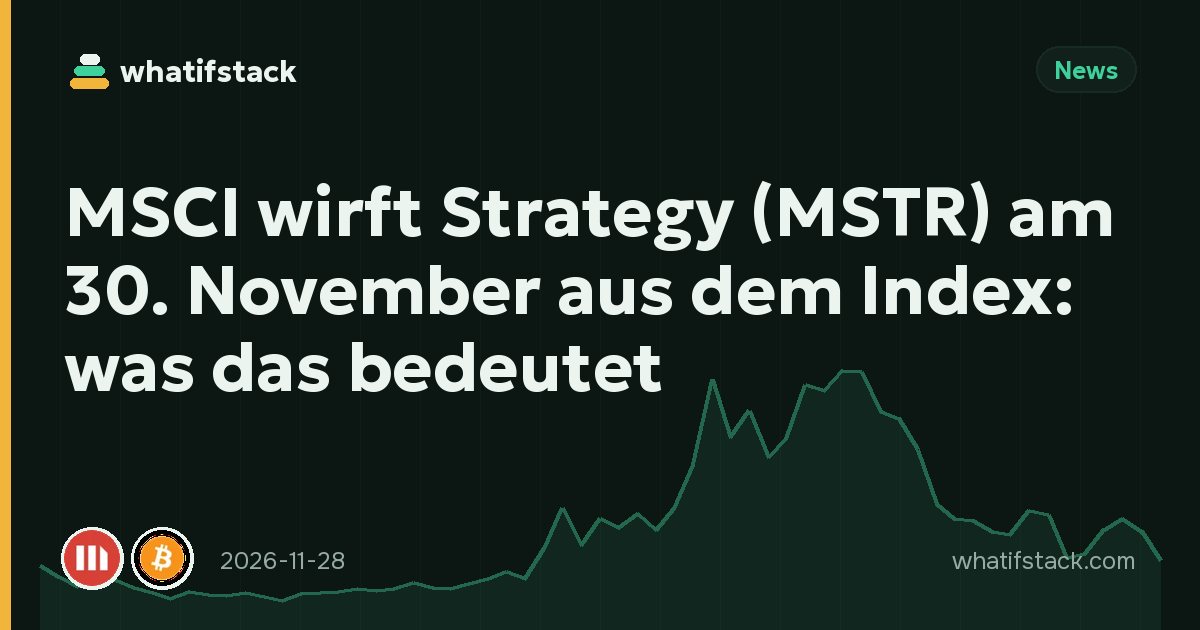 whatifstack
News
MSCI wirft Strategy (MSTR) am
30. November aus dem Index:
was das bedeutet
2026-11-28
whatifstack.com